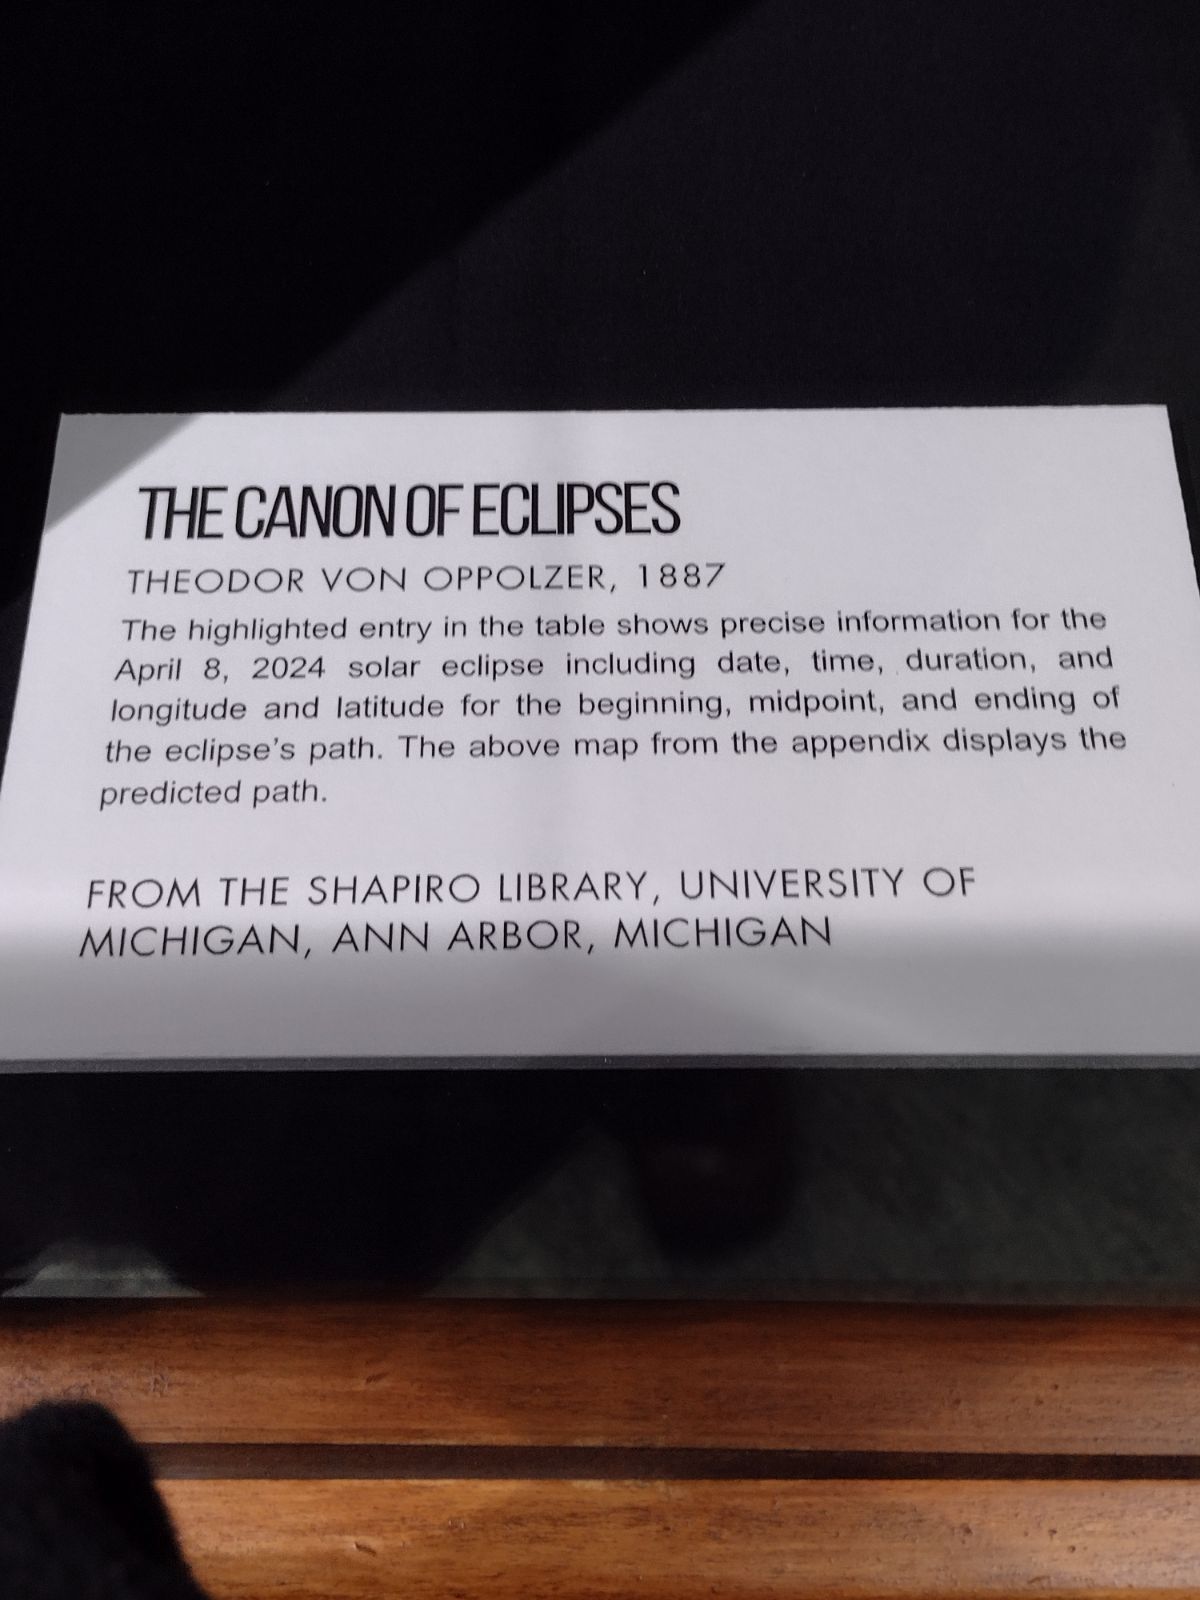 THE CANON OF ECLIPSES
THEODOR VON OPPOLZER, 1887
The highlighted entry in the table shows precise information for the
April 8, 2024 solar eclipse including date, time, duration, and
longitude and latitude for the beginning, midpoint, and ending of
the eclipse's path. The above map from the appendix displays the
predicted path.
FROM THE SHAPIRO LIBRARY, UNIVERSITY OF
MICHIGAN, ANN ARBOR, MICHIGAN